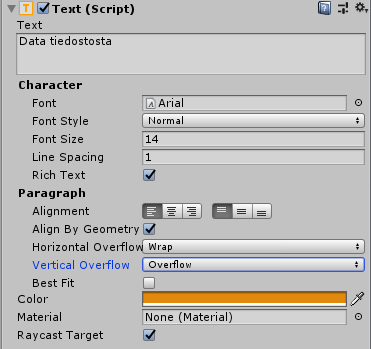 Text (Script)
Text
Data tiedostosta
Character
Font Arial
Font Style Normal
Font Size 14
Line Spacing 1
Rich Text
Paragraph
Alignment
Align By Geometry
Horizontal Overflow Wrap
Vertical Overflow Overflow
Best Fit
Color
Material None (Material)
Raycast Target